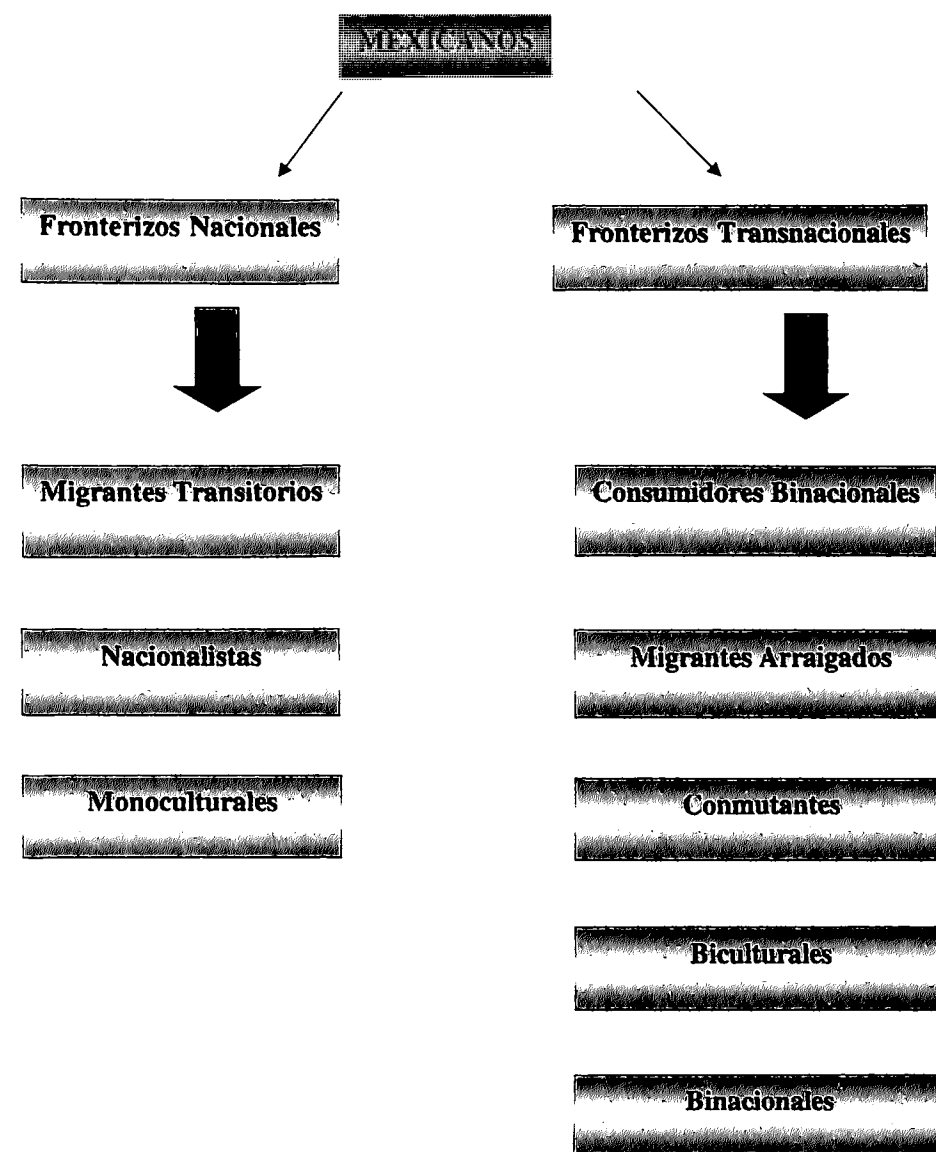 MEXICANOS
Fronterizos Nacionales
Fronterizos Transnacionales
Migrantes Transitorios
Consumidores Binacionales
Nacionalistas
Migrantes Arraigados
Monoculturales
Conmutantes
Biculturales
Binacionales